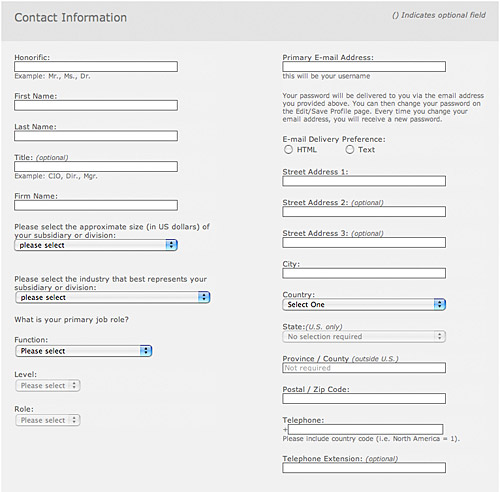 Contact Information
() Indicates optional field
Honorific:
Example: Mr., Ms., Dr.
First Name:
Last Name:
Title: (optional)
Example: CIO, Dir., Mgr.
Firm Name:
Please select the approximate size (in US dollars) of
your subsidiary or division:
please select
Please select the industry that best represents your
subsidiary or division:
please select
What is your primary job role?
Function:
Please select
Level:
Please select
Role:
Please select
Primary E-mail Address:
this will be your username
Your password will be delivered to you via the email address
you provided above. You can then change your password on
the Edit/Save Profile page. Every time you change your
email address, you will receive a new password.
E-mail Delivery Preference:
HTML Text
Street Address 1:
Street Address 2: (optional)
Street Address 3: (optional)
City:
Country:
Select One
State:(U.S. only)
No selection required
Province / County (outside U.S.)
Not required
Postal / Zip Code:
Telephone:
+
Please include country code (i.e. North America = 1).
Telephone Extension: (optional)